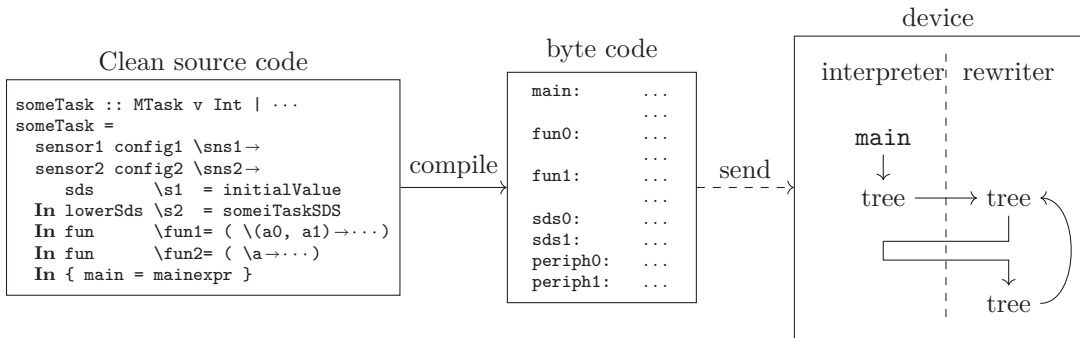 Clean source code
someTask :: MTask v Int | ⋯
someTask =
  sensor1 config1 \sns1→
  sensor2 config2 \sns2→
     sds      \s1  = initialValue
  In lowerSds \s2  = someiTaskSDS
  In fun      \fun1= ( \(a0, a1)→⋯)
  In fun      \fun2= ( \a→⋯)
  In { main = mainexpr }
compile
byte code
main: ...
...
fun0: ...
...
fun1: ...
...
sds0: ...
sds1: ...
periph0: ...
periph1: ...
send
device
interpreter rewriter
main
tree tree
tree